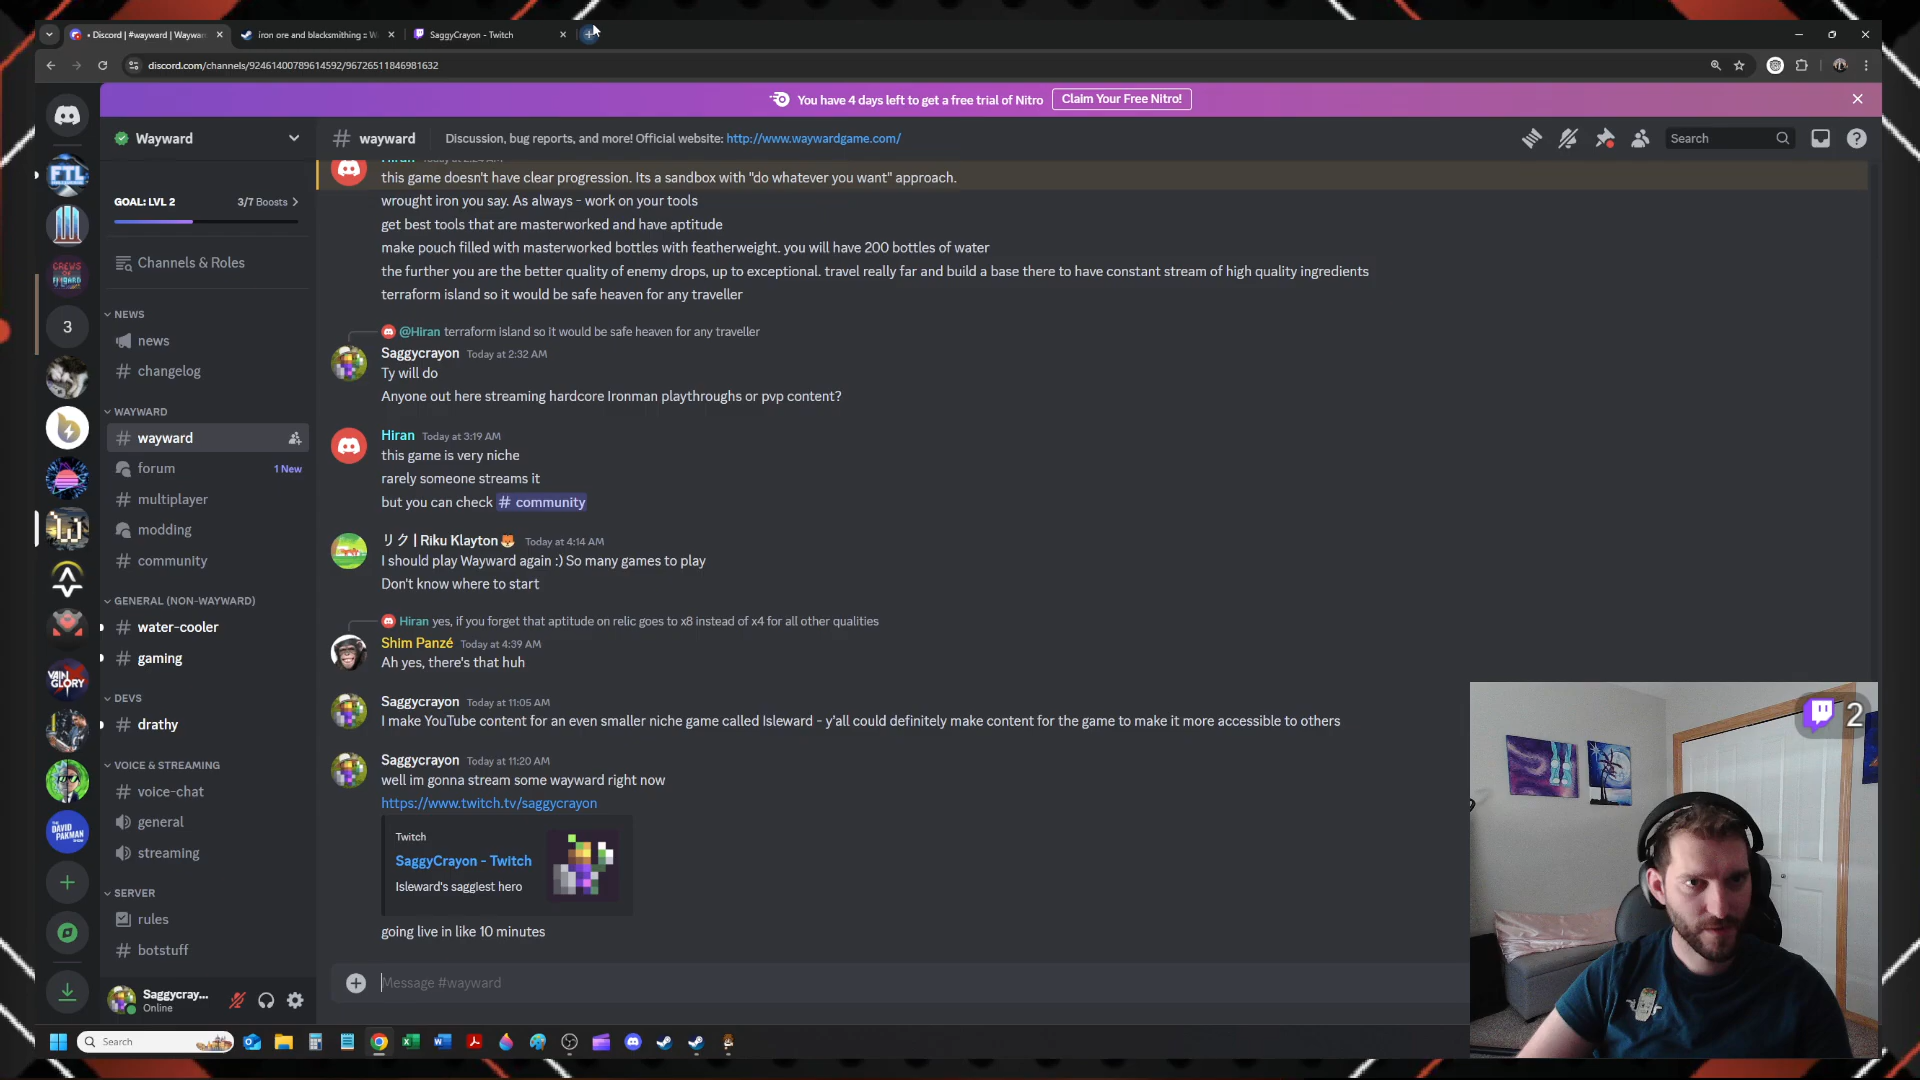 • Discord | #wayward | Wayward
iron ore and blacksmithing :: W
SaggyCrayon - Twitch
discord.com/channels/92461400789614592/96726511846981632
You have 4 days left to get a free trial of Nitro
Claim Your Free Nitro!
Wayward
# wayward
Discussion, bug reports, and more! Official website: http://www.waywardgame.com/
Search
FTL
GOAL: LVL 2
3/7 Boosts
Channels & Roles
NEWS
news
changelog
WAYWARD
wayward
forum
1 New
multiplayer
modding
community
GENERAL (NON-WAYWARD)
water-cooler
gaming
DEVS
drathy
VOICE & STREAMING
voice-chat
general
streaming
SERVER
rules
botstuff
3
VAIN GLORY
THE DAVID PAKMAN SHOW
Saggycray...
Online
Hiran Today at 2:24 AM
this game doesn't have clear progression. Its a sandbox with "do whatever you want" approach.
wrought iron you say. As always - work on your tools
get best tools that are masterworked and have aptitude
make pouch filled with masterworked bottles with featherweight. you will have 200 bottles of water
the further you are the better quality of enemy drops, up to exceptional. travel really far and build a base there to have constant stream of high quality ingredients
terraform island so it would be safe heaven for any traveller
@Hiran terraform island so it would be safe heaven for any traveller
Saggycrayon Today at 2:32 AM
Ty will do
Anyone out here streaming hardcore Ironman playthroughs or pvp content?
Hiran Today at 3:19 AM
this game is very niche
rarely someone streams it
but you can check # community
リク | Riku Klayton🦊 Today at 4:14 AM
I should play Wayward again :) So many games to play
Don't know where to start
Hiran yes, if you forget that aptitude on relic goes to x8 instead of x4 for all other qualities
Shim Panzé Today at 4:39 AM
Ah yes, there's that huh
Saggycrayon Today at 11:05 AM
I make YouTube content for an even smaller niche game called Isleward - y'all could definitely make content for the game to make it more accessible to others
Saggycrayon Today at 11:20 AM
well im gonna stream some wayward right now
https://www.twitch.tv/saggycrayon
Twitch
SaggyCrayon - Twitch
Isleward's saggiest hero
going live in like 10 minutes
Message #wayward
2
Search